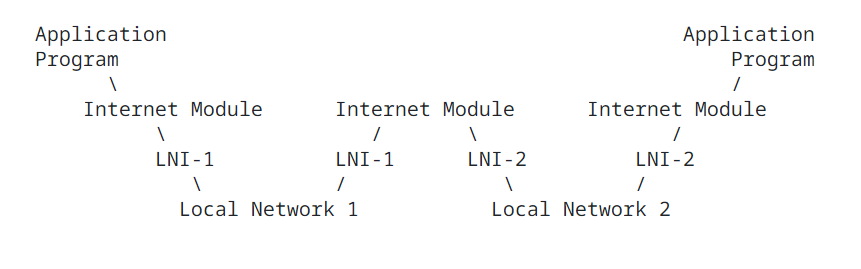 Application                                           Application
Program                                                   Program
      \                                                   /
    Internet Module      Internet Module      Internet Module
          \                 /       \                /
          LNI-1          LNI-1      LNI-2         LNI-2
             \           /             \          /
            Local Network 1           Local Network 2